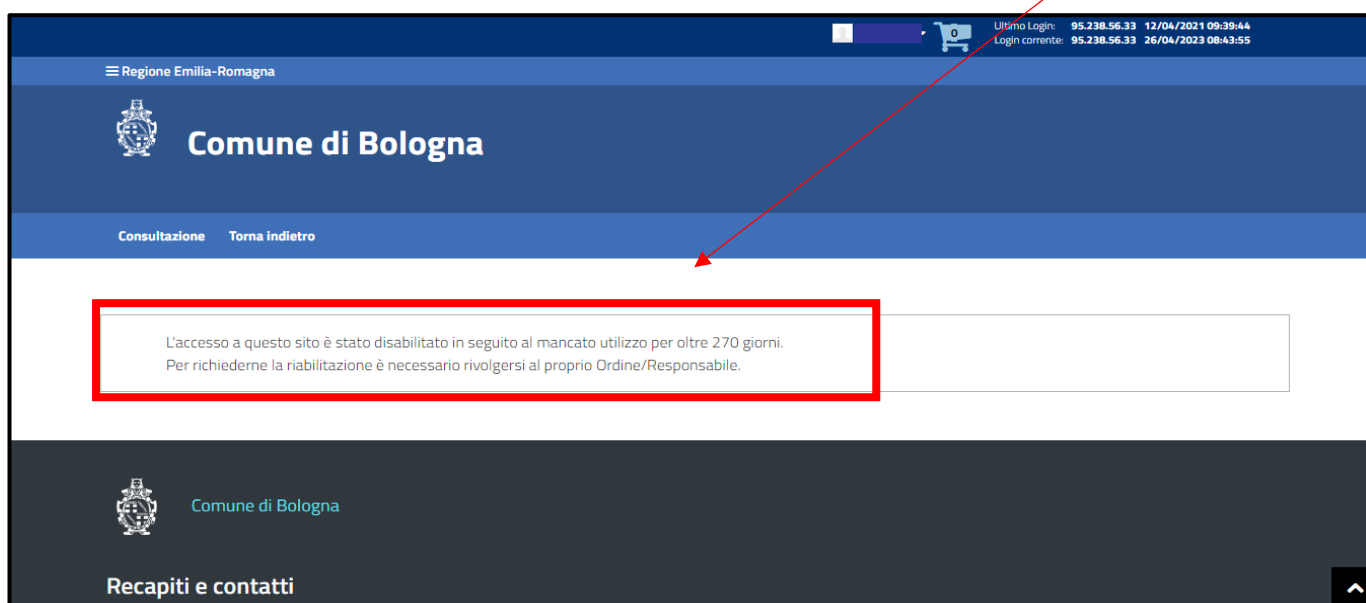 0
Ultimo Login: 95.238.56.33 12/04/2021 09:39:44
Login corrente: 95.238.56.33 26/04/2023 08:43:55
Regione Emilia-Romagna
Comune di Bologna
Consultazione Torna indietro
L'accesso a questo sito è stato disabilitato in seguito al mancato utilizzo per oltre 270 giorni.
Per richiederne la riabilitazione è necessario rivolgersi al proprio Ordine/Responsabile.
Comune di Bologna
Recapiti e contatti